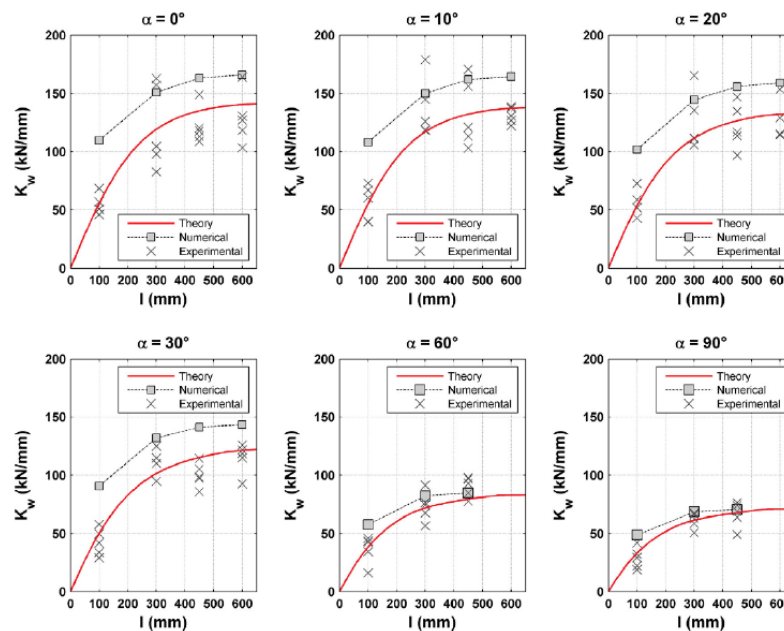 α = 0°
200
150
100
50
0
K_w (kN/mm)
0 100 200 300 400 500 600
l (mm)
Theory
Numerical
Experimental
α = 10°
200
150
100
50
0
K_w (kN/mm)
0 100 200 300 400 500 600
l (mm)
Theory
Numerical
Experimental
α = 20°
200
150
100
50
0
K_w (kN/mm)
0 100 200 300 400 500 600
l (mm)
Theory
Numerical
Experimental
α = 30°
200
150
100
50
0
K_w (kN/mm)
0 100 200 300 400 500 600
l (mm)
Theory
Numerical
Experimental
α = 60°
200
150
100
50
0
K_w (kN/mm)
0 100 200 300 400 500 600
l (mm)
Theory
Numerical
Experimental
α = 90°
200
150
100
50
0
K_w (kN/mm)
0 100 200 300 400 500 600
l (mm)
Theory
Numerical
Experimental